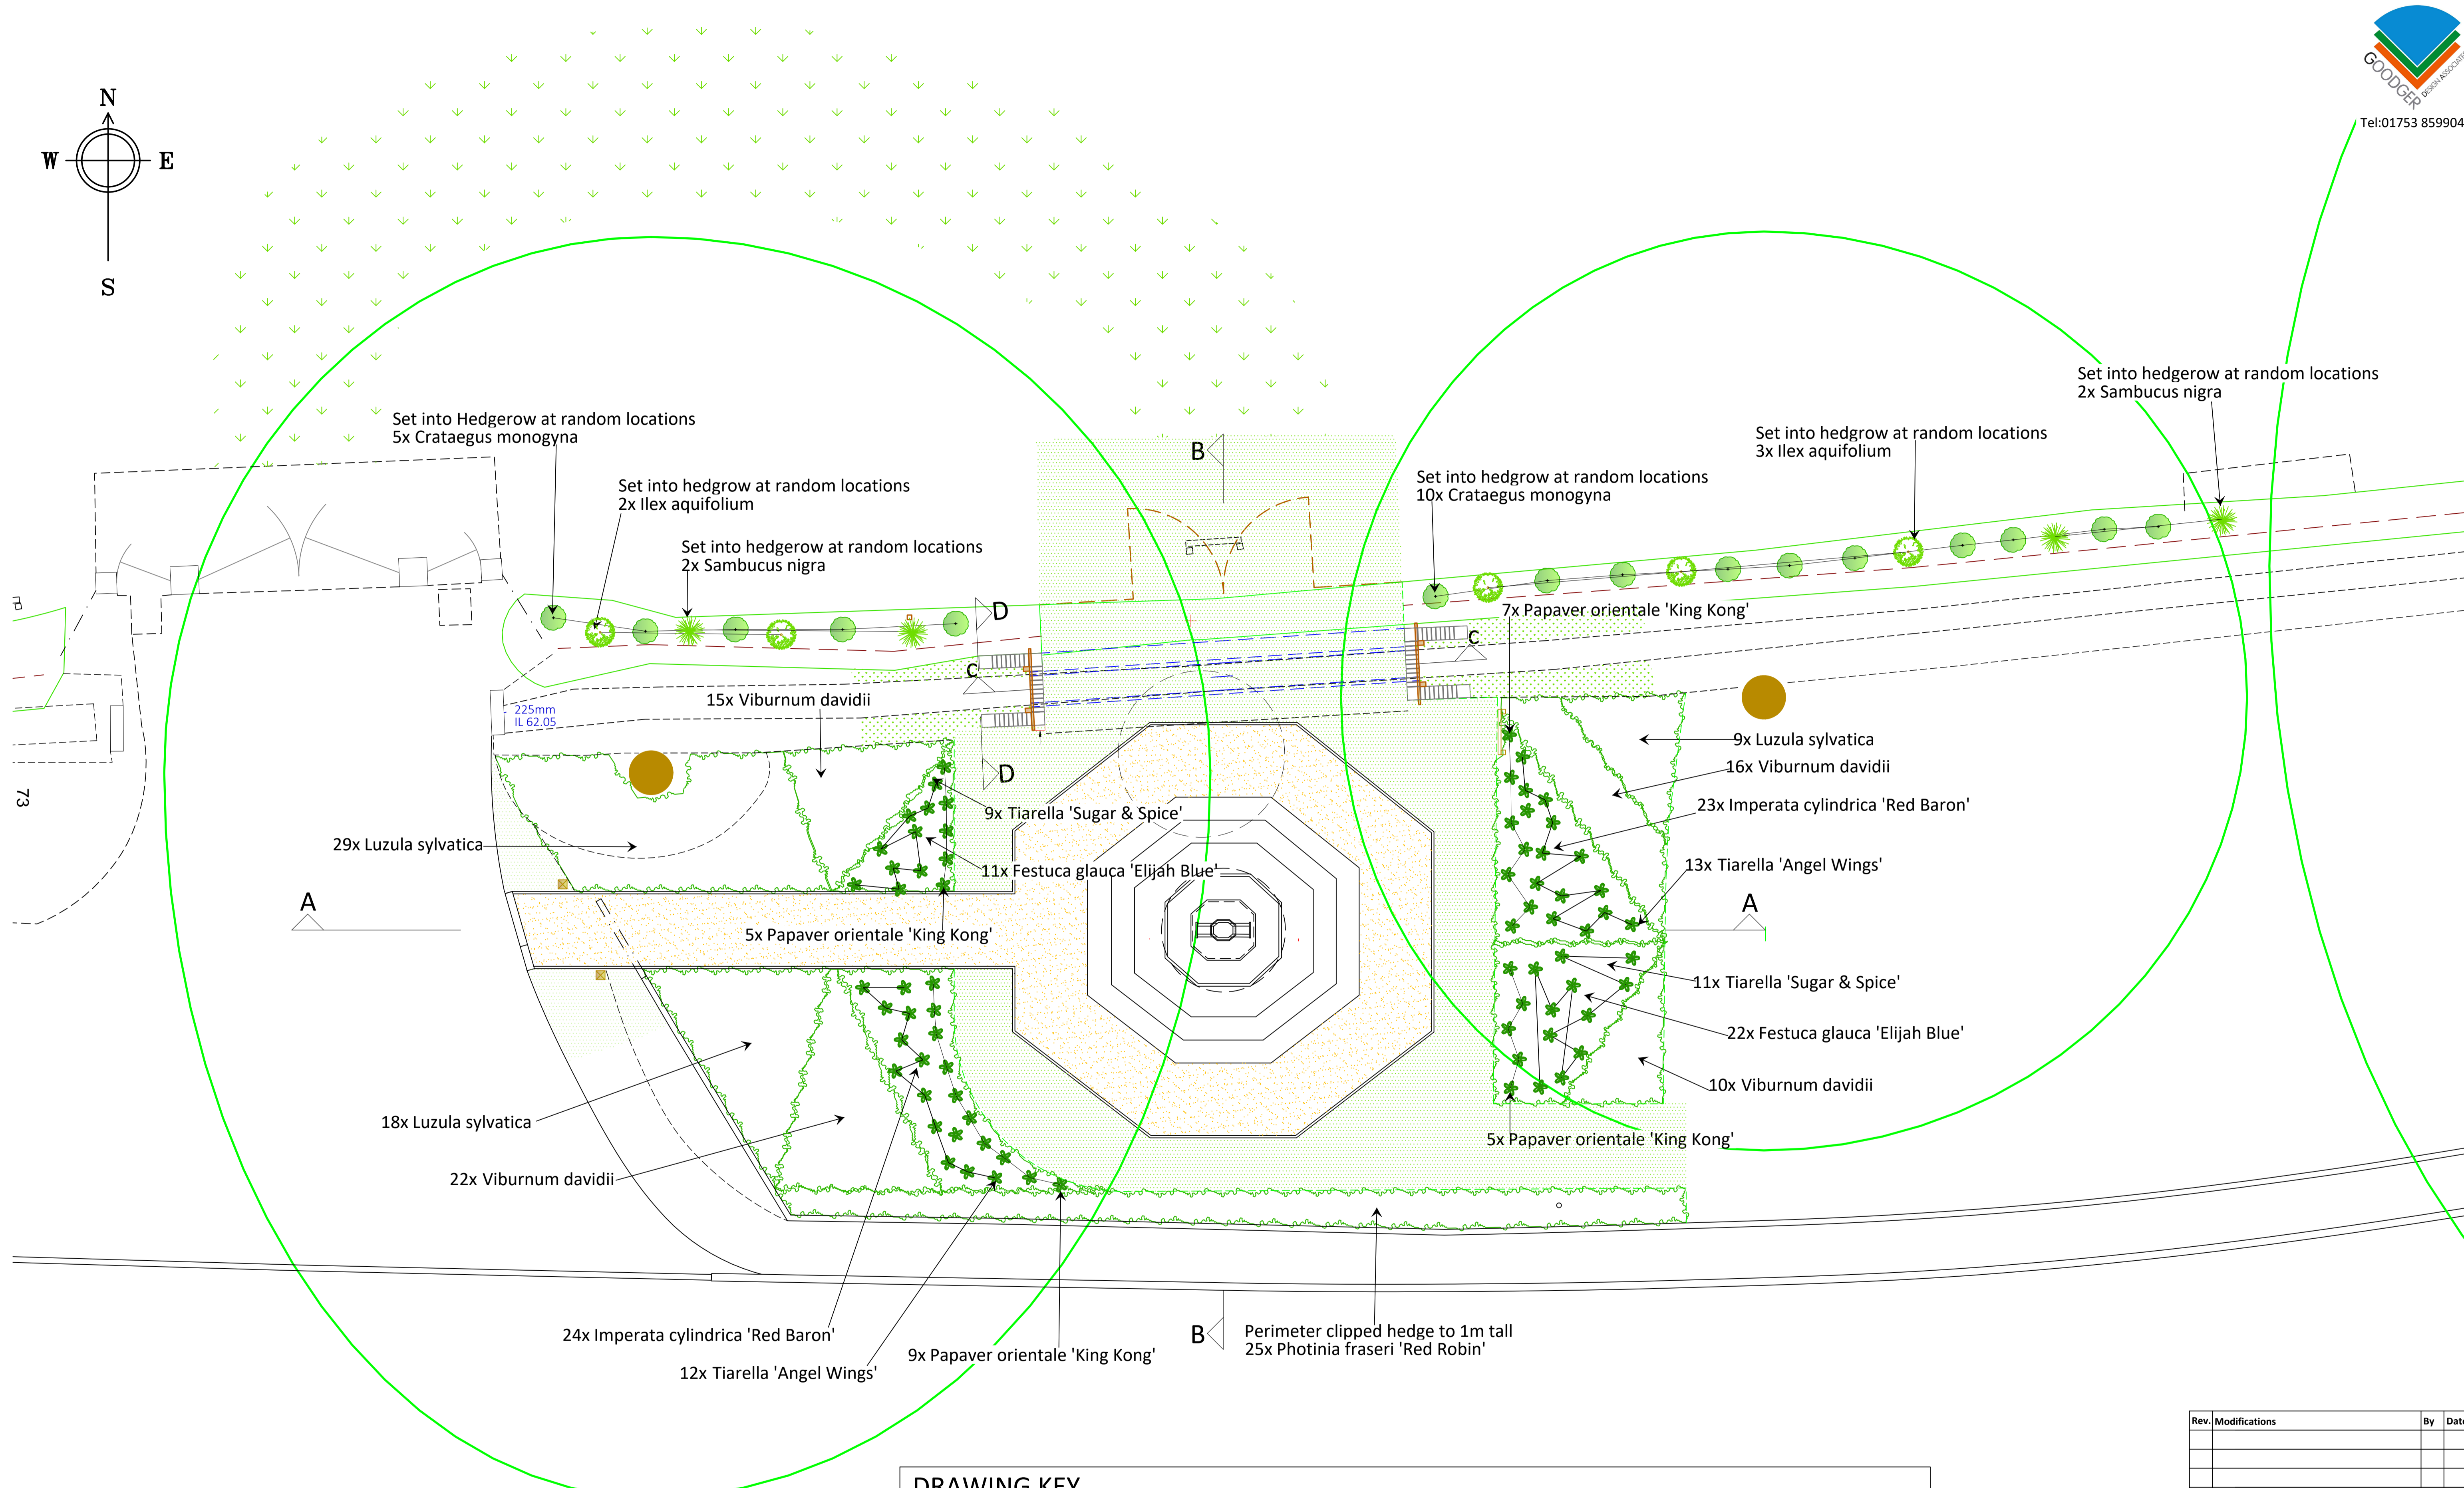 GOODGER
DESIGN ASSOCIAT
Tel:01753 859904
N
W
E
S
Set into Hedgerow at random locations
5x Crataegus monogyna
Set into hedgrow at random locations
2x Ilex aquifolium
Set into hedgerow at random locations
2x Sambucus nigra
B
Set into hedgrow at random locations
10x Crataegus monogyna
Set into hedgrow at random locations
3x Ilex aquifolium
Set into hedgerow at random locations
2x Sambucus nigra
D
c
c
7x Papaver orientale 'King Kong'
225mm
IL 62.05
15x Viburnum davidii
D
73
9x Luzula sylvatica
16x Viburnum davidii
23x Imperata cylindrica 'Red Baron'
9x Tiarella 'Sugar & Spice'
29x Luzula sylvatica
11x Festuca glauca 'Elijah Blue'
13x Tiarella 'Angel Wings'
A
A
5x Papaver orientale 'King Kong'
11x Tiarella 'Sugar & Spice'
22x Festuca glauca 'Elijah Blue'
10x Viburnum davidii
18x Luzula sylvatica
5x Papaver orientale 'King Kong'
22x Viburnum davidii
24x Imperata cylindrica 'Red Baron'
12x Tiarella 'Angel Wings'
9x Papaver orientale 'King Kong'
B
Perimeter clipped hedge to 1m tall
25x Photinia fraseri 'Red Robin'
Rev. Modifications By Date
DRAWING KEY